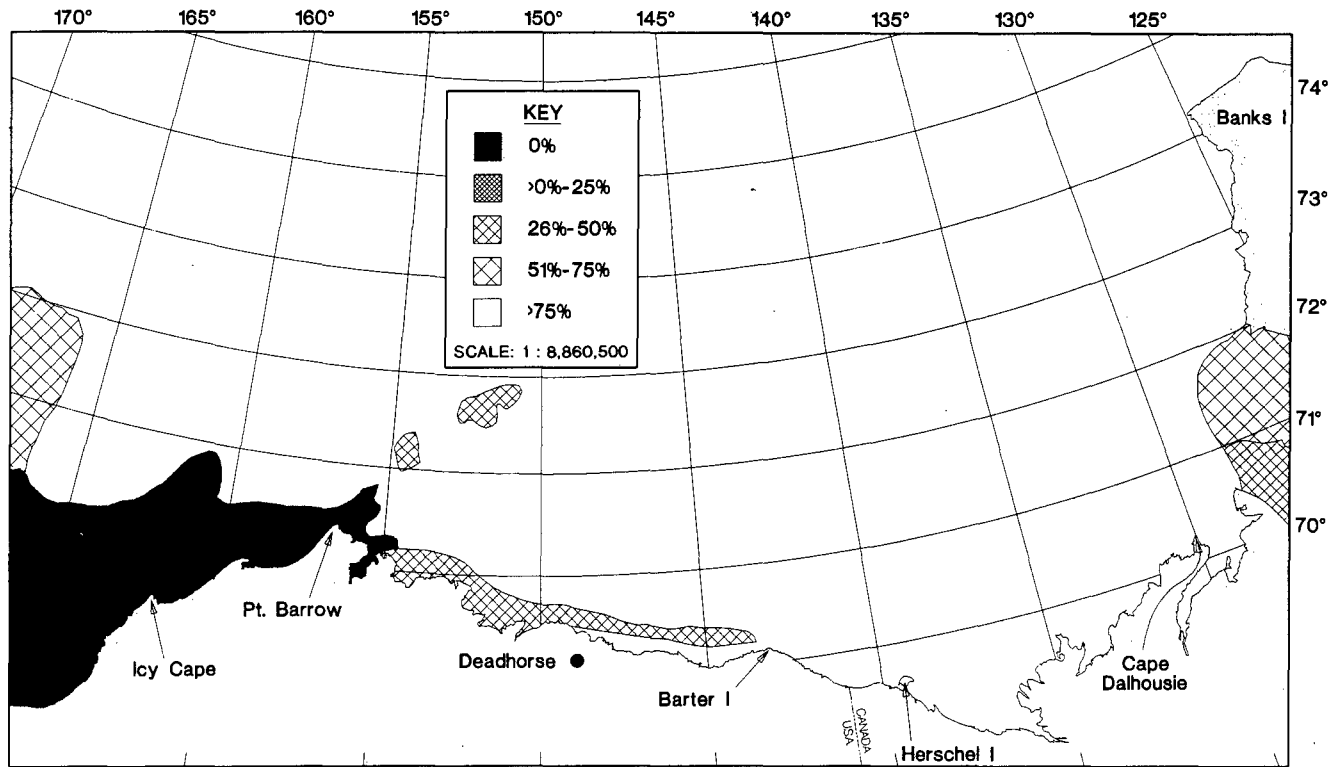 170° 165° 160° 155° 150° 145° 140° 135° 130° 125°
74°
Banks I
73°
72°
71°
70°
KEY
0%
>0%-25%
26%-50%
51%-75%
>75%
SCALE: 1 : 8,860,500
Pt. Barrow
Icy Cape
Deadhorse
Barter I
CANADA
USA
Herschel I
Cape
Dalhousie